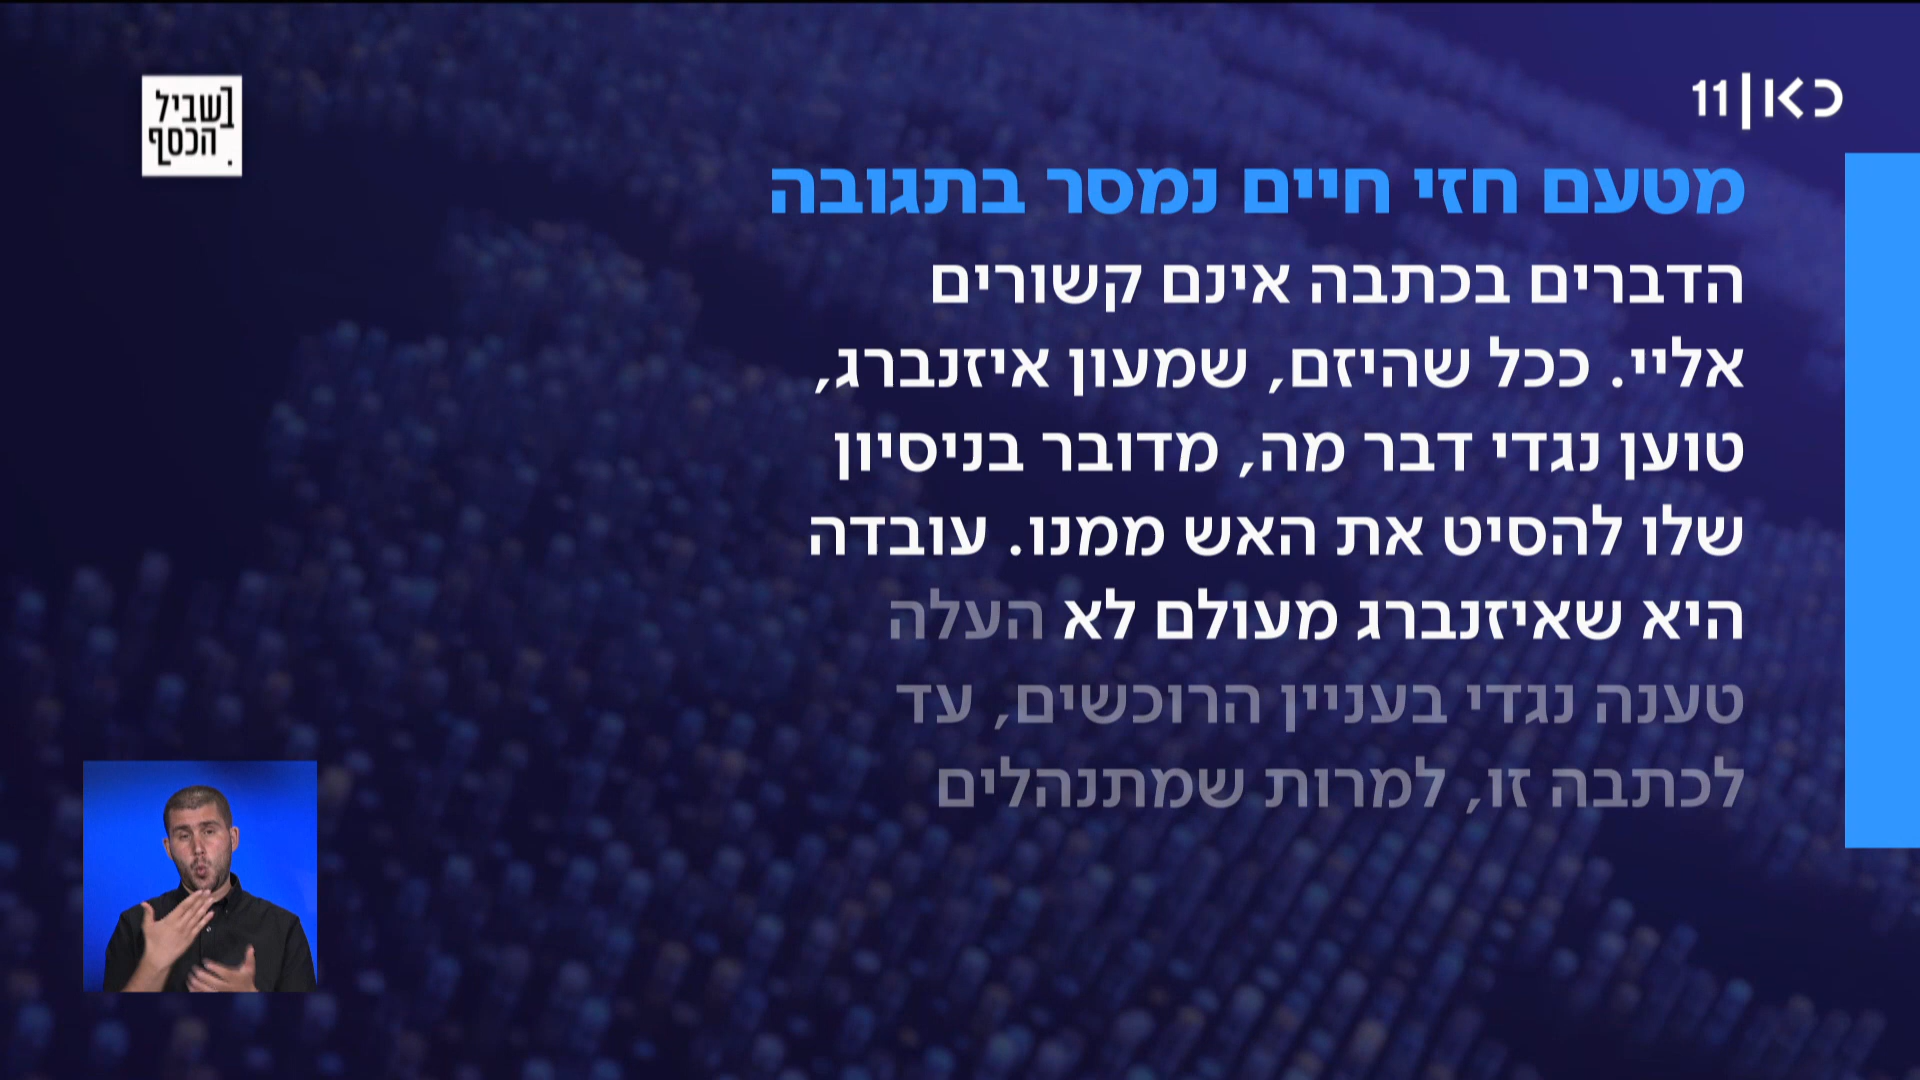 בשביל
הכסף.
כאן 11
מטעם חזי חיים נמסר בתגובה
הדברים בכתבה אינם קשורים
אליי. ככל שהיזם, שמעון איזנברג,
טוען נגדי דבר מה, מדובר בניסיון
שלו להסיט את האש ממנו. עובדה
היא שאיזנברג מעולם לא העלה
טענה נגדי בעניין הרוכשים, עד
לכתבה זו, למרות שמתנהלים